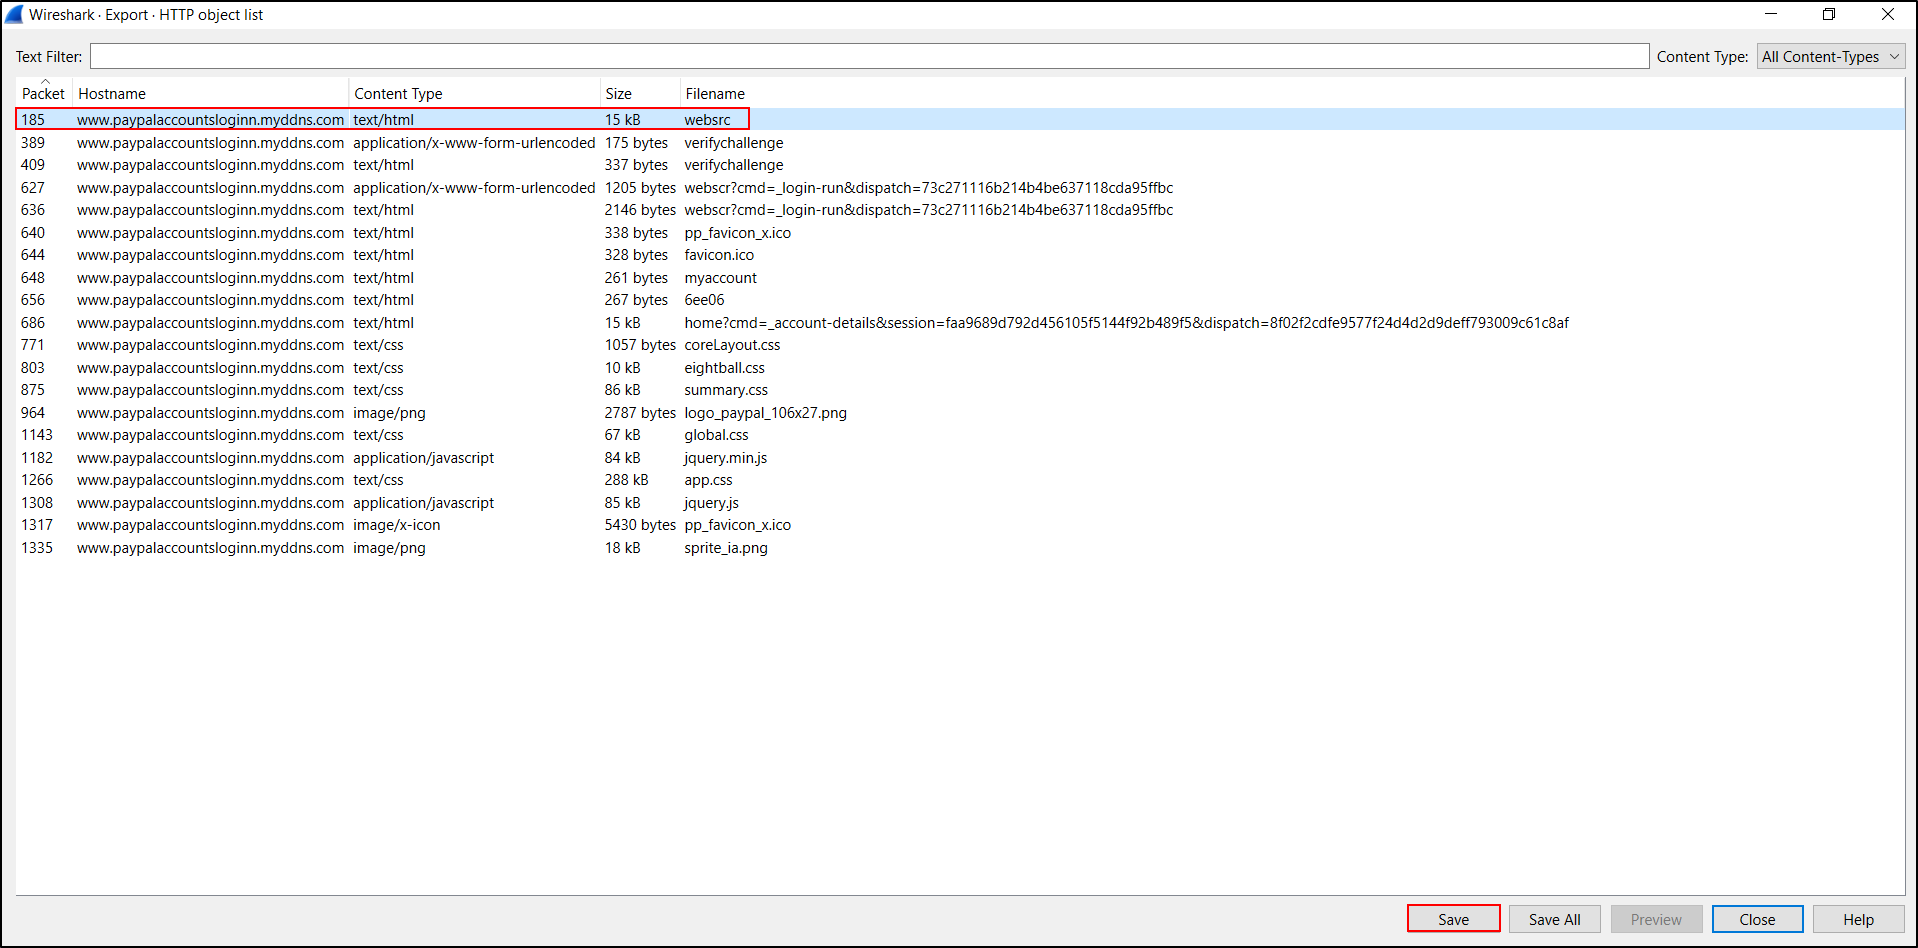 Wireshark · Export · HTTP object list
Text Filter: Content Type: All Content-Types
Packet Hostname Content Type Size Filename
185 www.paypalaccountsloginn.myddns.com text/html 15 kB websrc
389 www.paypalaccountsloginn.myddns.com application/x-www-form-urlencoded 175 bytes verifychallenge
409 www.paypalaccountsloginn.myddns.com text/html 337 bytes verifychallenge
627 www.paypalaccountsloginn.myddns.com application/x-www-form-urlencoded 1205 bytes webscr?cmd=_login-run&dispatch=73c271116b214b4be637118cda95ffbc
636 www.paypalaccountsloginn.myddns.com text/html 2146 bytes webscr?cmd=_login-run&dispatch=73c271116b214b4be637118cda95ffbc
640 www.paypalaccountsloginn.myddns.com text/html 338 bytes pp_favicon_x.ico
644 www.paypalaccountsloginn.myddns.com text/html 328 bytes favicon.ico
648 www.paypalaccountsloginn.myddns.com text/html 261 bytes myaccount
656 www.paypalaccountsloginn.myddns.com text/html 267 bytes 6ee06
686 www.paypalaccountsloginn.myddns.com text/html 15 kB home?cmd=_account-details&session=faa9689d792d456105f5144f92b489f5&dispatch=8f02f2cdfe9577f24d4d2d9deff793009c61c8af
771 www.paypalaccountsloginn.myddns.com text/css 1057 bytes coreLayout.css
803 www.paypalaccountsloginn.myddns.com text/css 10 kB eightball.css
875 www.paypalaccountsloginn.myddns.com text/css 86 kB summary.css
964 www.paypalaccountsloginn.myddns.com image/png 2787 bytes logo_paypal_106x27.png
1143 www.paypalaccountsloginn.myddns.com text/css 67 kB global.css
1182 www.paypalaccountsloginn.myddns.com application/javascript 84 kB jquery.min.js
1266 www.paypalaccountsloginn.myddns.com text/css 288 kB app.css
1308 www.paypalaccountsloginn.myddns.com application/javascript 85 kB jquery.js
1317 www.paypalaccountsloginn.myddns.com image/x-icon 5430 bytes pp_favicon_x.ico
1335 www.paypalaccountsloginn.myddns.com image/png 18 kB sprite_ia.png
Save Save All Preview Close Help